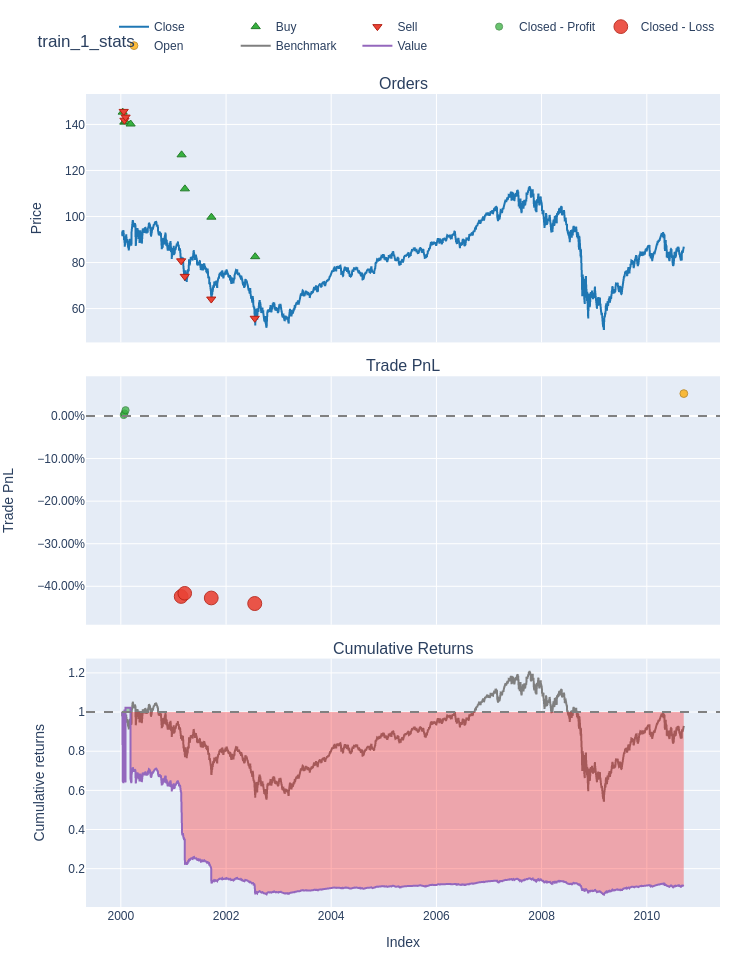 train_1_stats
Close
Buy
Sell
Closed - Profit
Closed - Loss
Open
Benchmark
Value
Orders
Price
140
120
100
80
60
Trade PnL
Trade PnL
0.00%
−10.00%
−20.00%
−30.00%
−40.00%
Cumulative Returns
Cumulative returns
1.2
1
0.8
0.6
0.4
0.2
2000 2002 2004 2006 2008 2010
Index